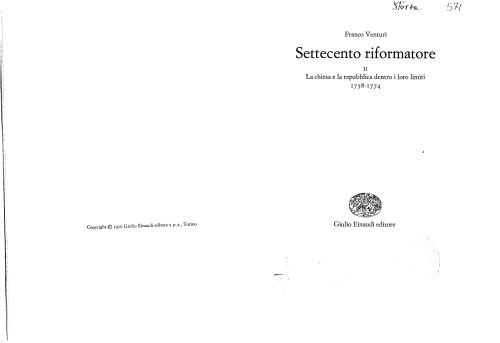 Storia 571
Franco Venturi
Settecento riformatore
II
La chiesa e la repubblica dentro i loro limiti
1758-1774
Giulio Einaudi editore
Copyright © 1976 Giulio Einaudi editore s.p.a., Torino